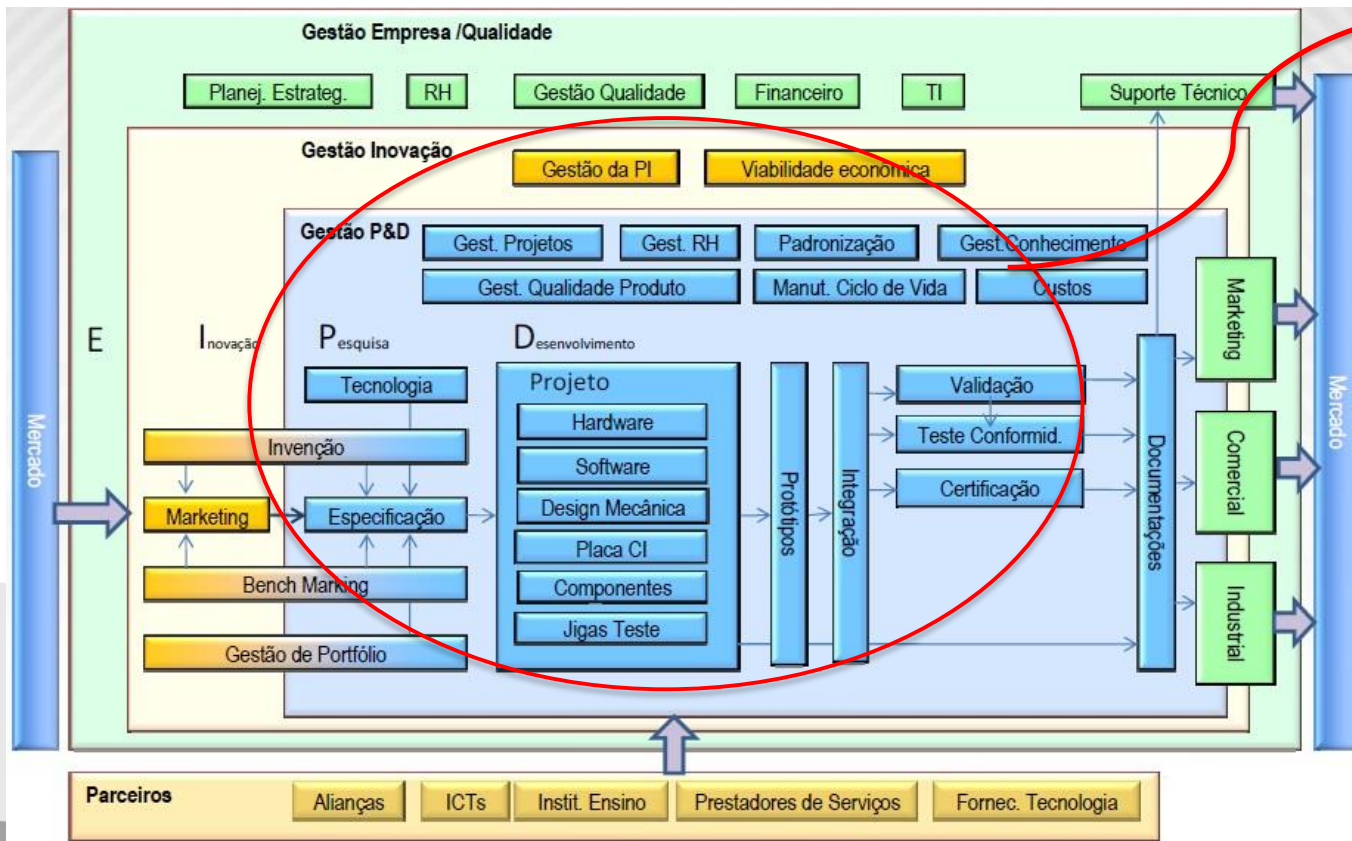 Gestão Empresa /Qualidade
Planej. Estrateg.
RH
Gestão Qualidade
Financeiro
TI
Suporte Técnico
Gestão Inovação
Gestão da PI
Viabilidade econômica
Gestão P&D
Gest. Projetos
Gest. RH
Padronização
Gest.Conhecimento
Gest. Qualidade Produto
Manut. Ciclo de Vida
Custos
E
Inovação
Pesquisa
Desenvolvimento
Mercado
Tecnologia
Invenção
Marketing
Especificação
Bench Marking
Gestão de Portfólio
Projeto
Hardware
Software
Design Mecânica
Placa CI
Componentes
Jigas Teste
Protótipos
Integração
Validação
Teste Conformid.
Certificação
Documentações
Marketing
Comercial
Industrial
Mercado
Parceiros
Alianças
ICTs
Instit. Ensino
Prestadores de Serviços
Fornec. Tecnologia